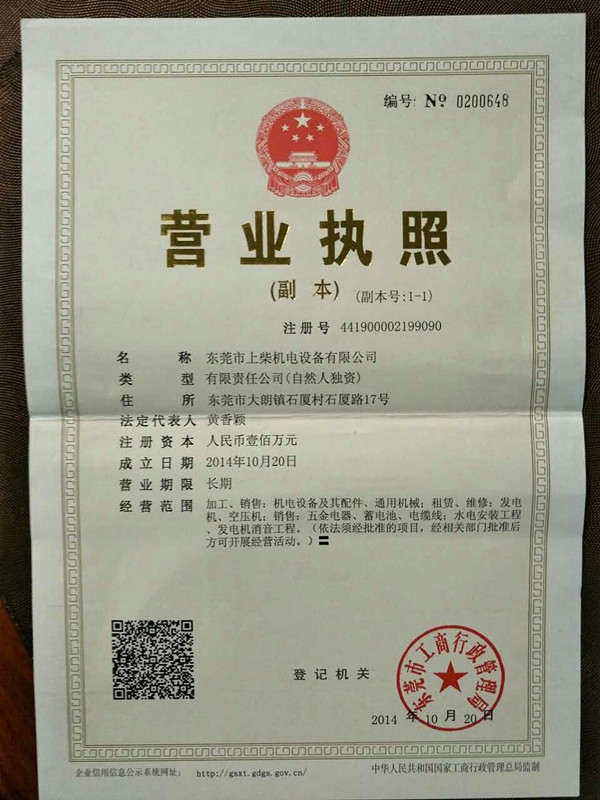 编号: № 0200648
营业执照
(副 本) (副本号:1-1)
注册号 441900002199090
名 称 东莞市上柴机电设备有限公司
类 型 有限责任公司(自然人独资)
住 所 东莞市大朗镇石厦村石厦路17号
法定代表人 黄香颖
注册资本 人民币壹佰万元
成立日期 2014年10月20日
营业期限 长期
经营范围 加工、销售：机电设备及其配件、通用机械；租赁、维修：发电
机、空压机；销售：五金电器、蓄电池、电缆线；水电安装工程
、发电机消音工程。（依法须经批准的项目，经相关部门批准后
方可开展经营活动。）〓
东莞市工商行政管理局
登记机关
2014 年 10 月 20 日
企业信用信息公示系统网址： http://gsxt.gdgs.gov.cn/ 中华人民共和国国家工商行政管理总局监制